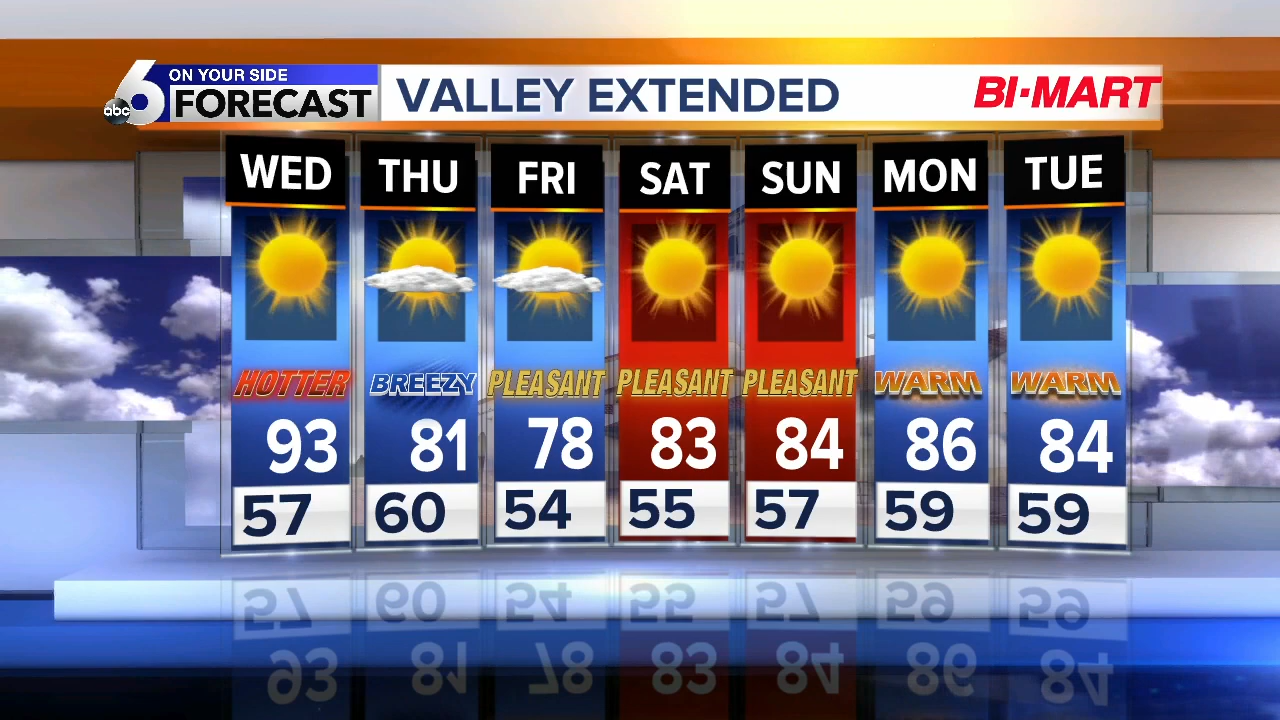 abc 6 ON YOUR SIDE
FORECAST
VALLEY EXTENDED
BI-MART
WED THU FRI SAT SUN MON TUE
HOTTER BREEZY PLEASANT PLEASANT PLEASANT WARM WARM
93 81 78 83 84 86 84
57 60 54 55 57 59 59